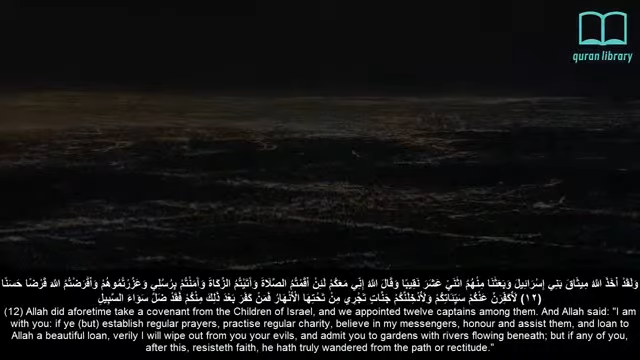 quran library
وَلَقَدْ أَخَذَ اللَّهُ مِيثَاقَ بَنِي إِسْرَائِيلَ وَبَعَثْنَا مِنْهُمُ اثْنَيْ عَشَرَ نَقِيبًا وَقَالَ اللَّهُ إِنِّي مَعَكُمْ لَئِنْ أَقَمْتُمُ الصَّلَاةَ وَآتَيْتُمُ الزَّكَاةَ وَآمَنْتُمْ بِرُسُلِي وَعَزَّرْتُمُوهُمْ وَأَقْرَضْتُمُ اللَّهَ قَرْضًا حَسَنًا
لَأُكَفِّرَنَّ عَنْكُمْ سَيِّئَاتِكُمْ وَلَأُدْخِلَنَّكُمْ جَنَّاتٍ تَجْرِي مِنْ تَحْتِهَا الْأَنْهَارُ فَمَنْ كَفَرَ بَعْدَ ذَلِكَ مِنْكُمْ فَقَدْ ضَلَّ سَوَاءَ السَّبِيلِ (١٢)
(12) Allah did aforetime take a covenant from the Children of Israel, and we appointed twelve captains among them. And Allah said: "I am
with you: if ye (but) establish regular prayers, practise regular charity, believe in my messengers, honour and assist them, and loan to
Allah a beautiful loan, verily I will wipe out from you your evils, and admit you to gardens with rivers flowing beneath; but if any of you,
after this, resisteth faith, he hath truly wandered from the path or rectitude."